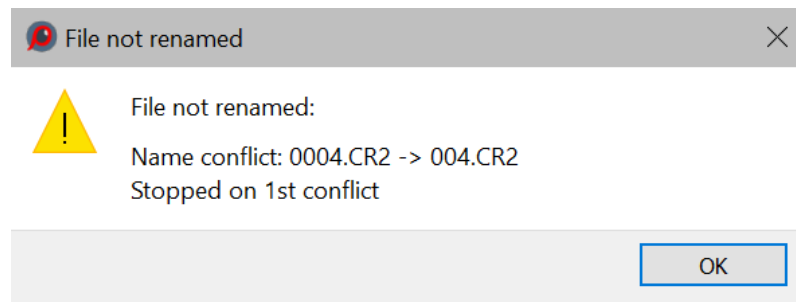 File not renamed
File not renamed:
Name conflict: 0004.CR2 -> 004.CR2
Stopped on 1st conflict
OK